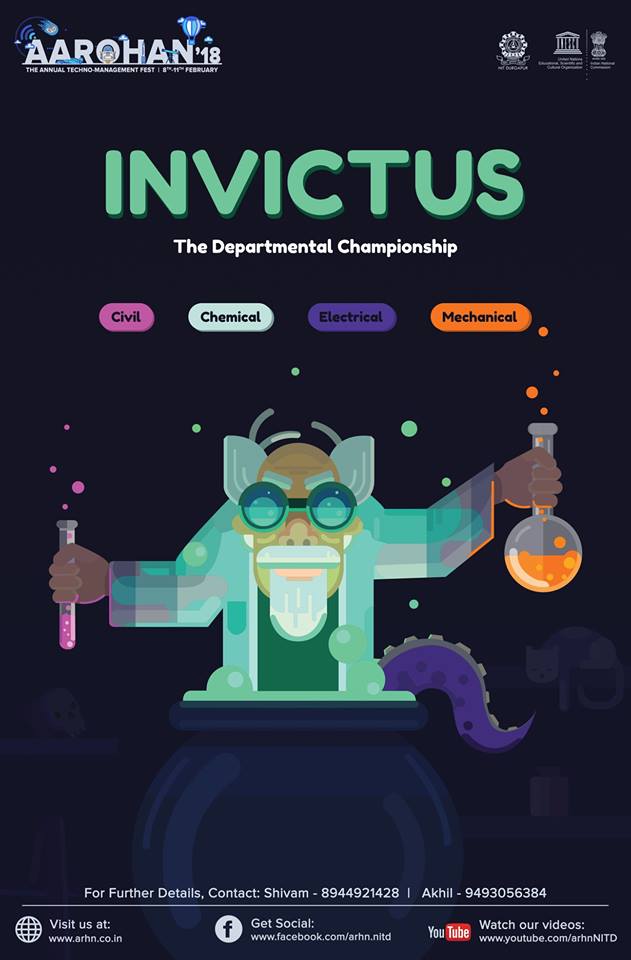 AAROHAN'18
THE ANNUAL TECHNO-MANAGEMENT FEST | 8TH-11TH FEBRUARY
NIT DURGAPUR
United Nations
Educational, Scientific and
Cultural Organization
Indian National
Commission
INVICTUS
The Departmental Championship
Civil Chemical Electrical Mechanical
For Further Details, Contact: Shivam - 8944921428 | Akhil - 9493056384
Visit us at:
www.arhn.co.in
Get Social:
www.facebook.com/arhn.nitd
YouTube
Watch our videos:
www.youtube.com/arhnNITD